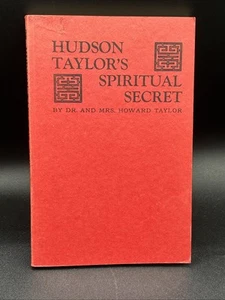 HUDSON
TAYLOR'S
SPIRITUAL
SECRET
BY DR. AND MRS. HOWARD TAYLOR